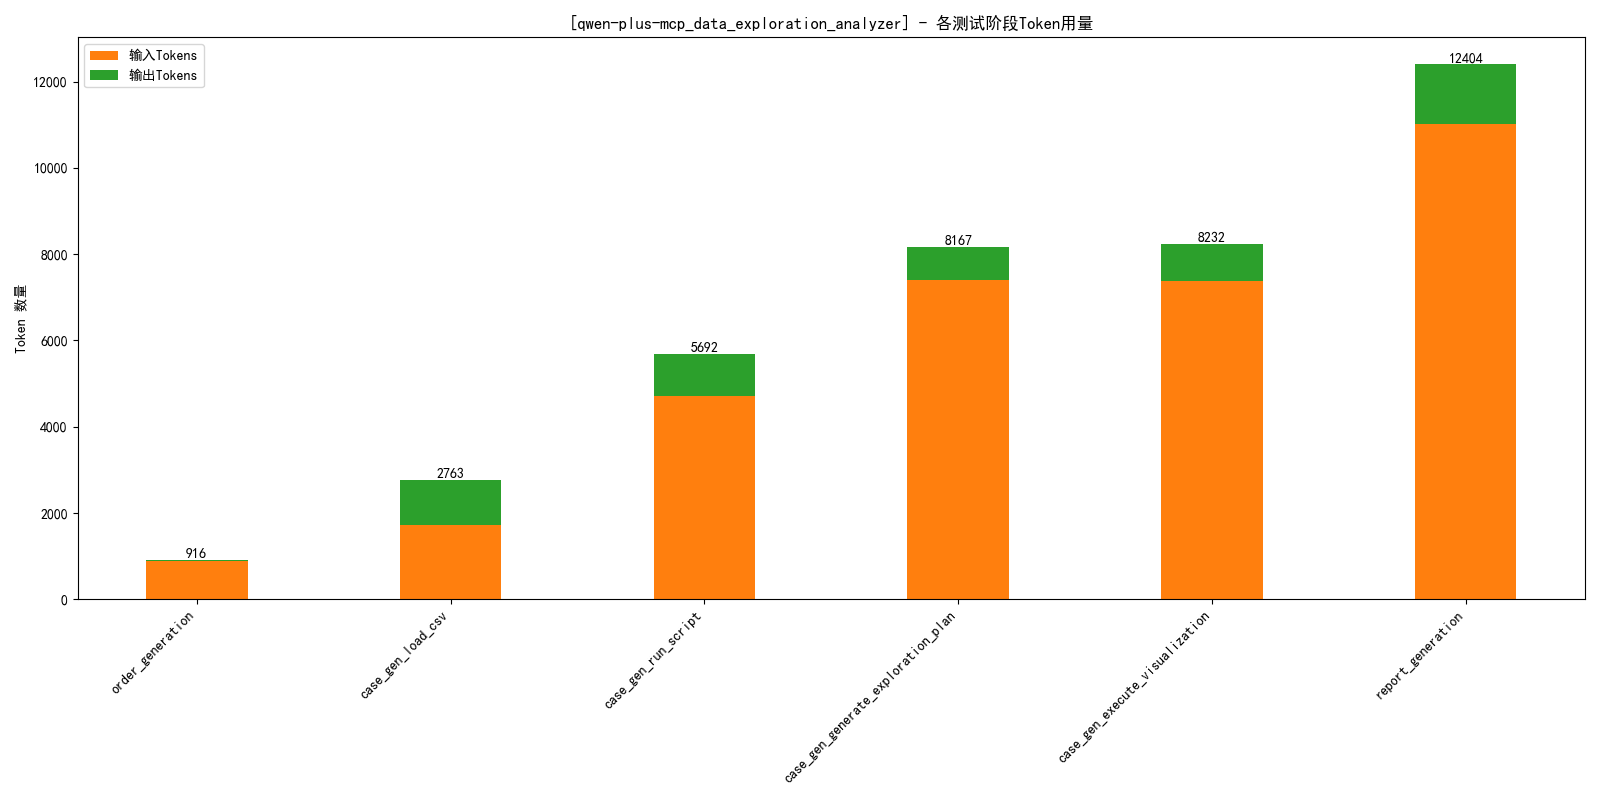 [qwen-plus-mcp_data_exploration_analyzer] - 各测试阶段Token用量
输入Tokens
输出Tokens
Token 数量
12000
10000
8000
6000
4000
2000
0
916
2763
5692
8167
8232
12404
order_generation
case_gen_load_csv
case_gen_run_script
case_gen_generate_exploration_plan
case_gen_execute_visualization
report_generation